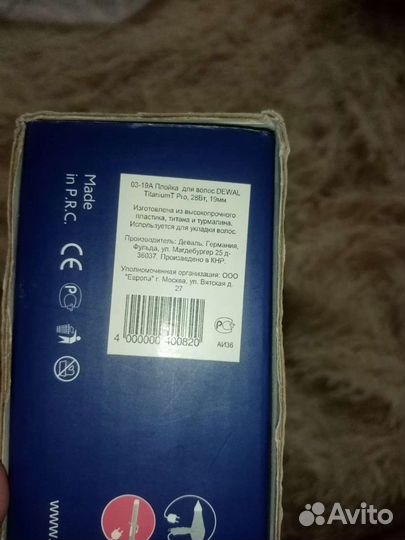 Made
in P.R.C.
CE
03-19A Плойка для волос DEWAL
TitaniumT Pro, 28Вт, 19мм
Изготовлена из высокопрочного
пластика, титана и турмалина.
Используется для укладки волос.
Производитель: Деваль, Германия,
Фульда, ул. Магдебургер 25 д-
36037. Произведено в КНР.
Уполномоченная организация: ООО
"Европа" г. Москва, ул. Вятская д.
27
4 000000 400820
АИ36
www.
Avito